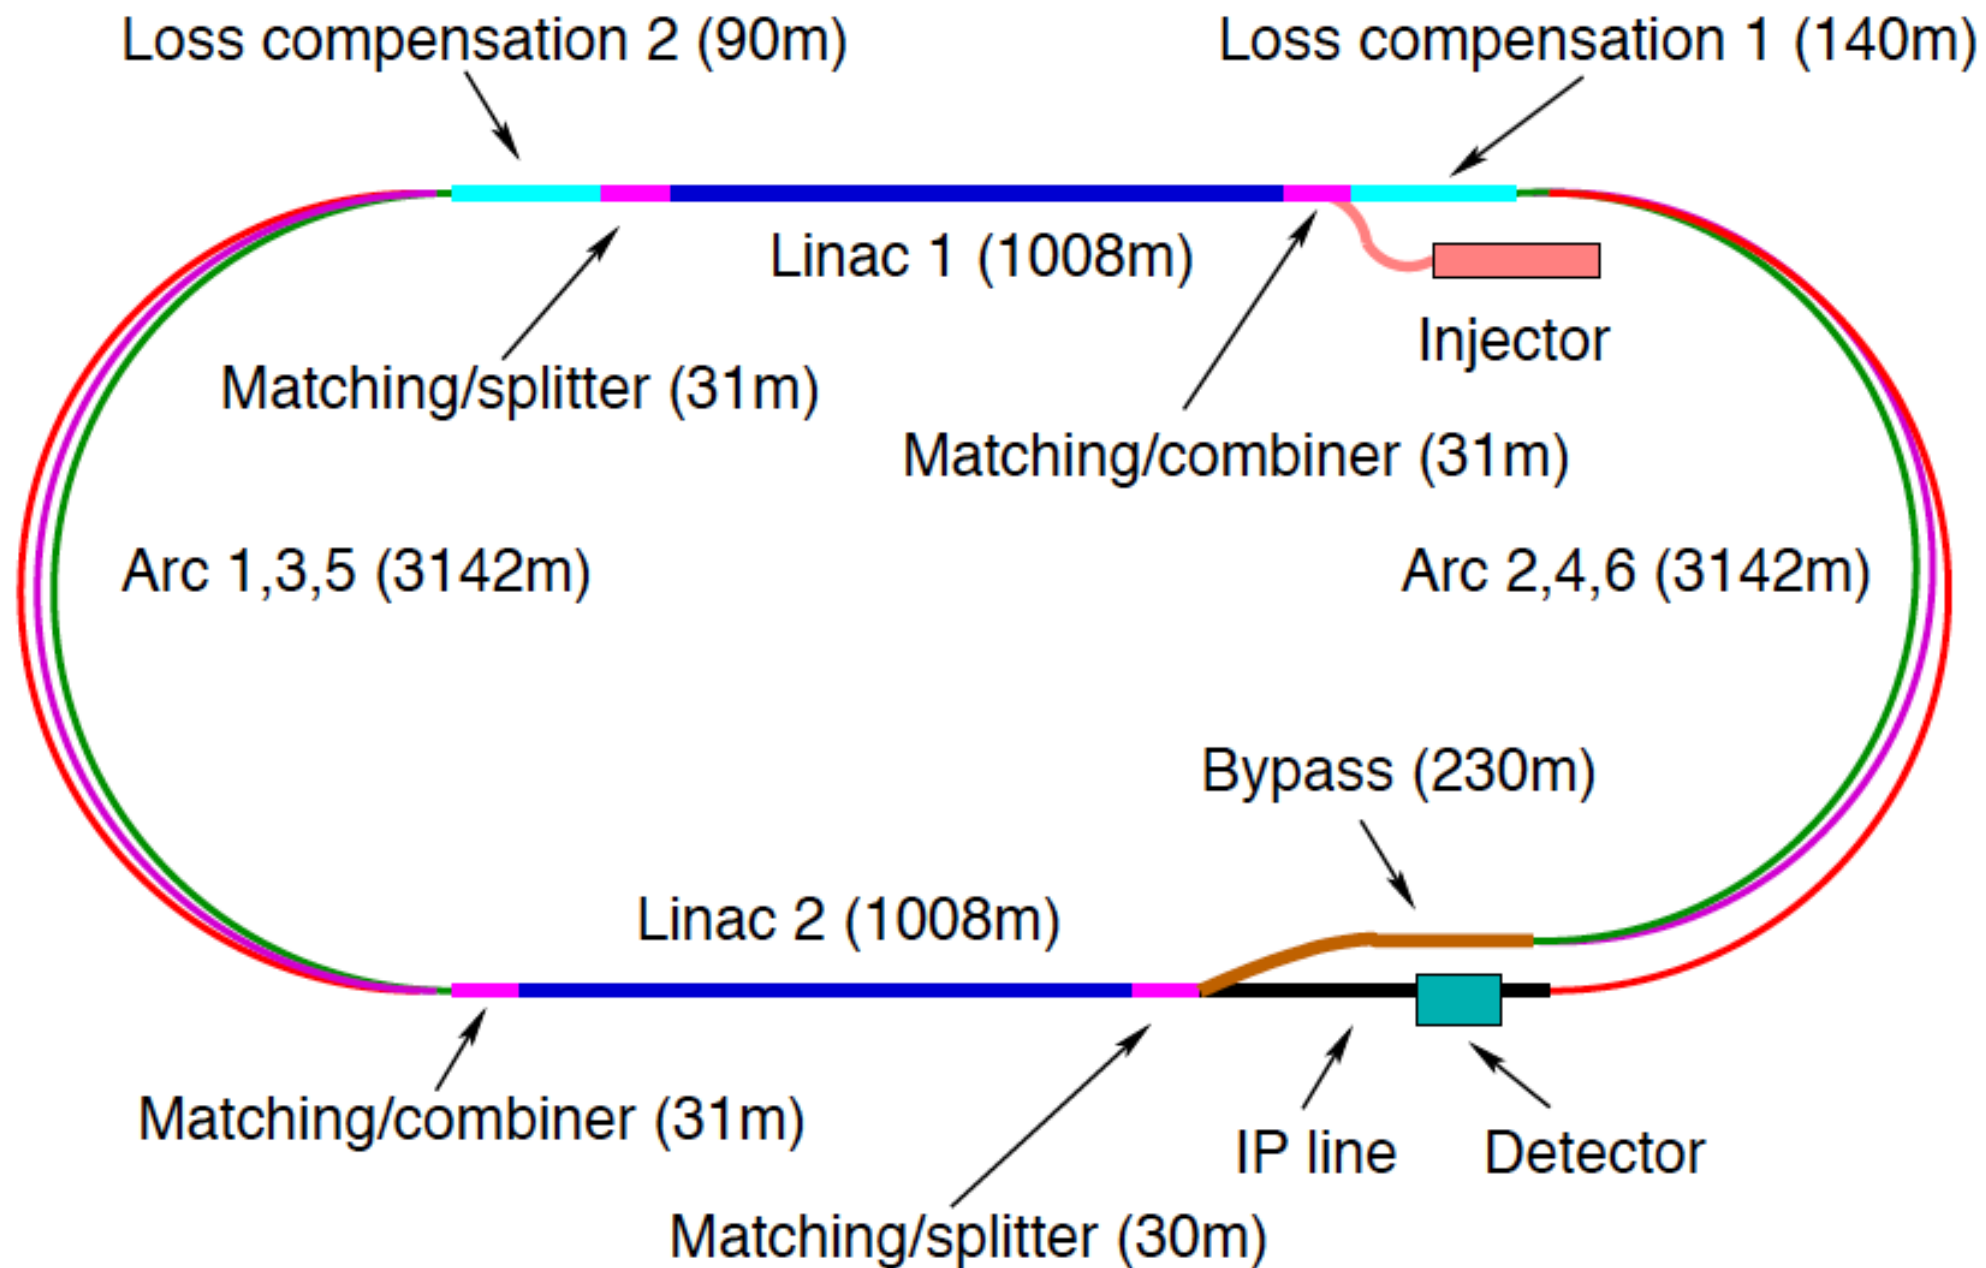 Loss compensation 2 (90m)
Loss compensation 1 (140m)
Linac 1 (1008m)
Injector
Matching/splitter (31m)
Matching/combiner (31m)
Arc 1,3,5 (3142m)
Arc 2,4,6 (3142m)
Bypass (230m)
Linac 2 (1008m)
Matching/combiner (31m)
IP line
Detector
Matching/splitter (30m)